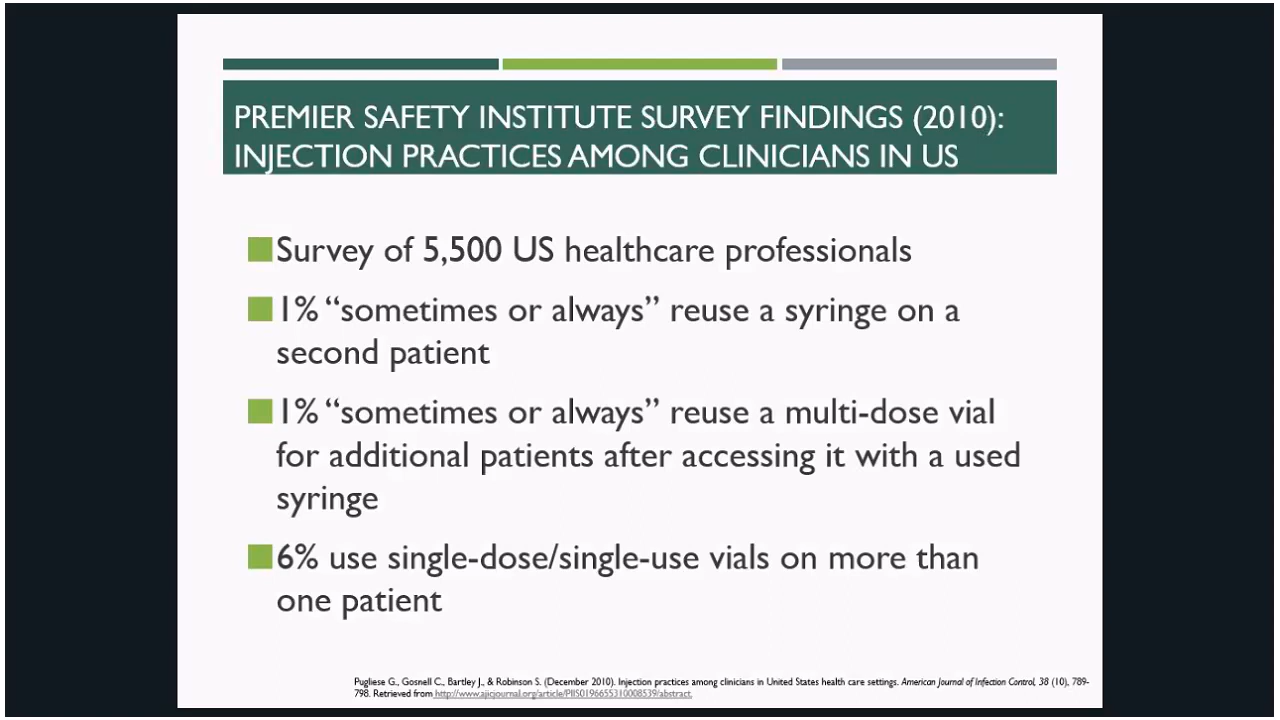 PREMIER SAFETY INSTITUTE SURVEY FINDINGS (2010):
INJECTION PRACTICES AMONG CLINICIANS IN US
Survey of 5,500 US healthcare professionals
1% “sometimes or always” reuse a syringe on a
second patient
1% “sometimes or always” reuse a multi-dose vial
for additional patients after accessing it with a used
syringe
6% use single-dose/single-use vials on more than
one patient
Pugliese G., Gosnell C., Bartley J., & Robinson S. (December 2010). Injection practices among clinicians in United States health care settings. American Journal of Infection Control, 38 (10), 789-
798. Retrieved from http://www.ajicjournal.org/article/PIIS0196655310008539/abstract.